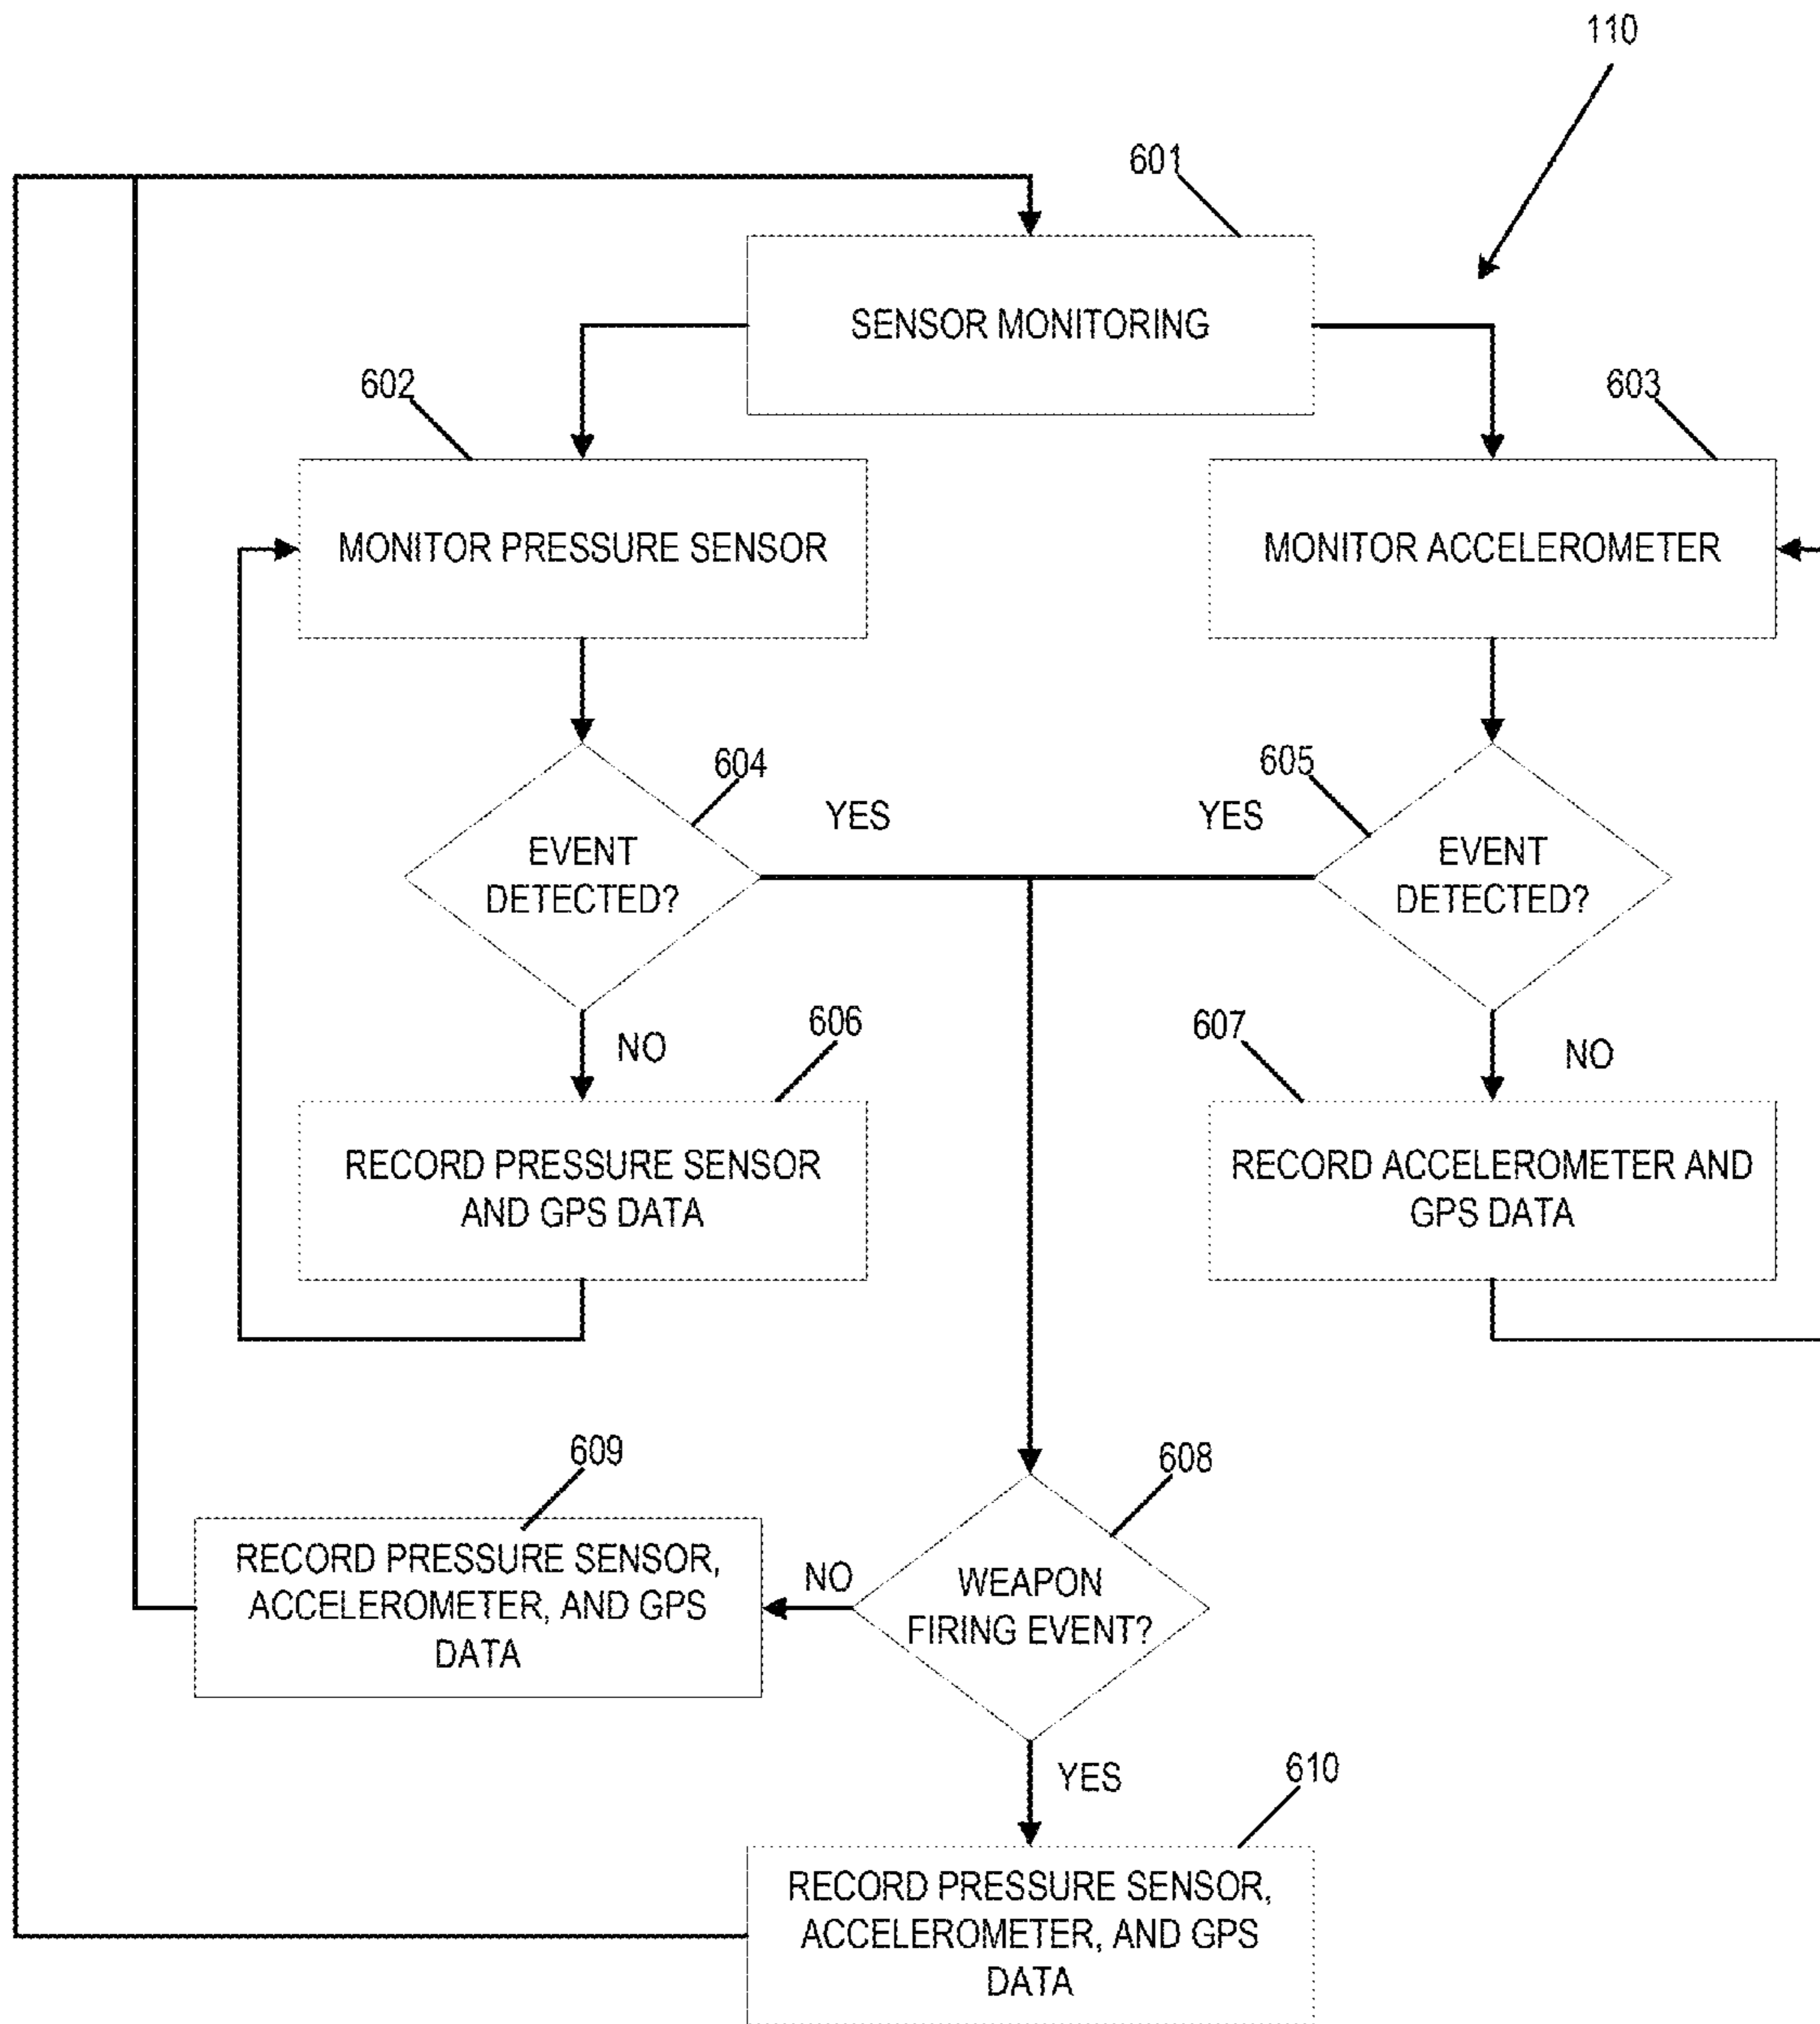 110
601
SENSOR MONITORING
602
603
MONITOR PRESSURE SENSOR
MONITOR ACCELEROMETER
604
605
YES
YES
EVENT
DETECTED?
EVENT
DETECTED?
606
607
NO
NO
RECORD PRESSURE SENSOR
AND GPS DATA
RECORD ACCELEROMETER AND
GPS DATA
609
608
RECORD PRESSURE SENSOR,
ACCELEROMETER, AND GPS
DATA
NO
WEAPON
FIRING EVENT?
YES
610
RECORD PRESSURE SENSOR,
ACCELEROMETER, AND GPS
DATA